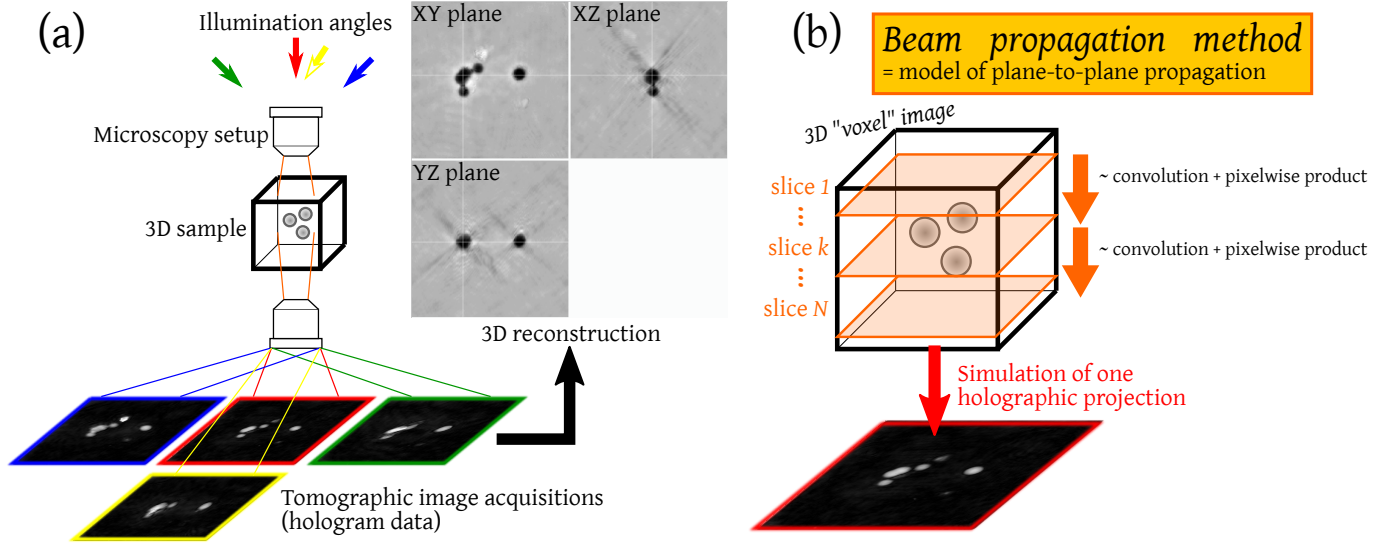 (a)
Illumination angles
Microscopy setup
3D sample
XY plane
XZ plane
YZ plane
3D reconstruction
Tomographic image acquisitions
(hologram data)
(b)
Beam propagation method
= model of plane-to-plane propagation
3D "voxel" image
slice 1
⋮
slice k
⋮
slice N
~ convolution + pixelwise product
~ convolution + pixelwise product
Simulation of one
holographic projection